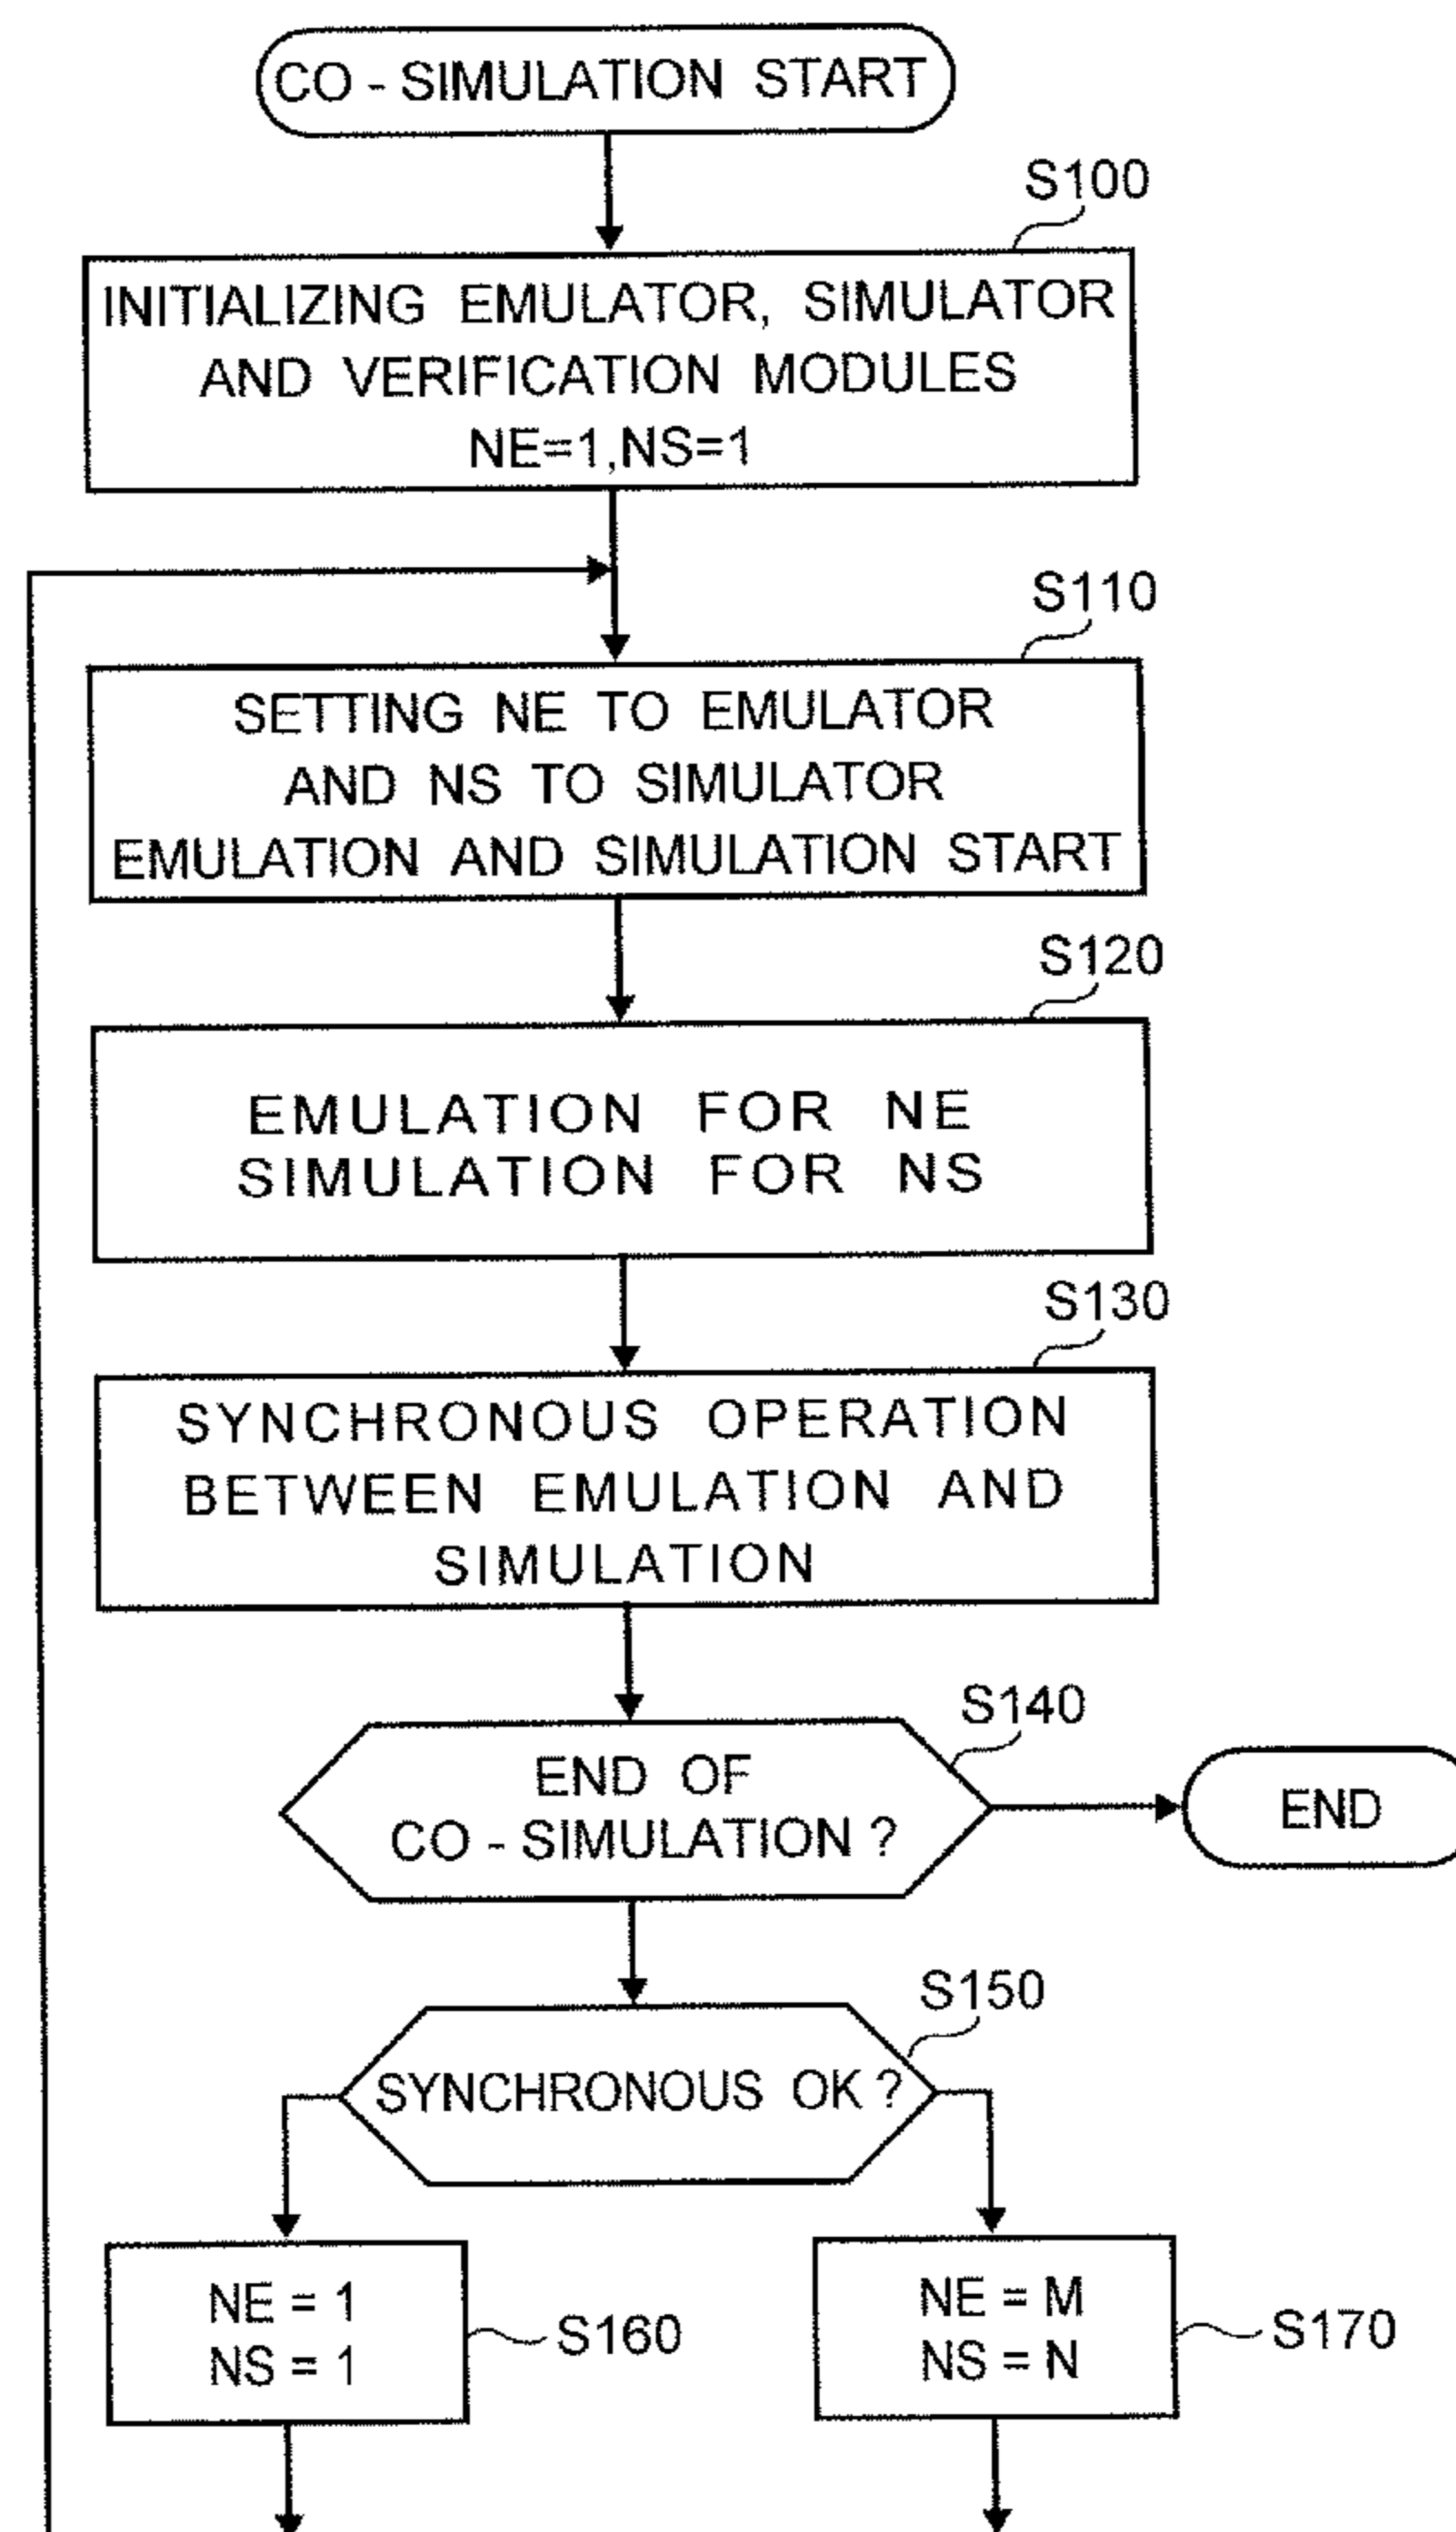 CO - SIMULATION START
S100
INITIALIZING EMULATOR, SIMULATOR
AND VERIFICATION MODULES
NE=1,NS=1
S110
SETTING NE TO EMULATOR
AND NS TO SIMULATOR
EMULATION AND SIMULATION START
S120
EMULATION FOR NE
SIMULATION FOR NS
S130
SYNCHRONOUS OPERATION
BETWEEN EMULATION AND
SIMULATION
S140
END OF
CO - SIMULATION ?
END
S150
SYNCHRONOUS OK ?
NE = 1
NS = 1
S160
NE = M
NS = N
S170